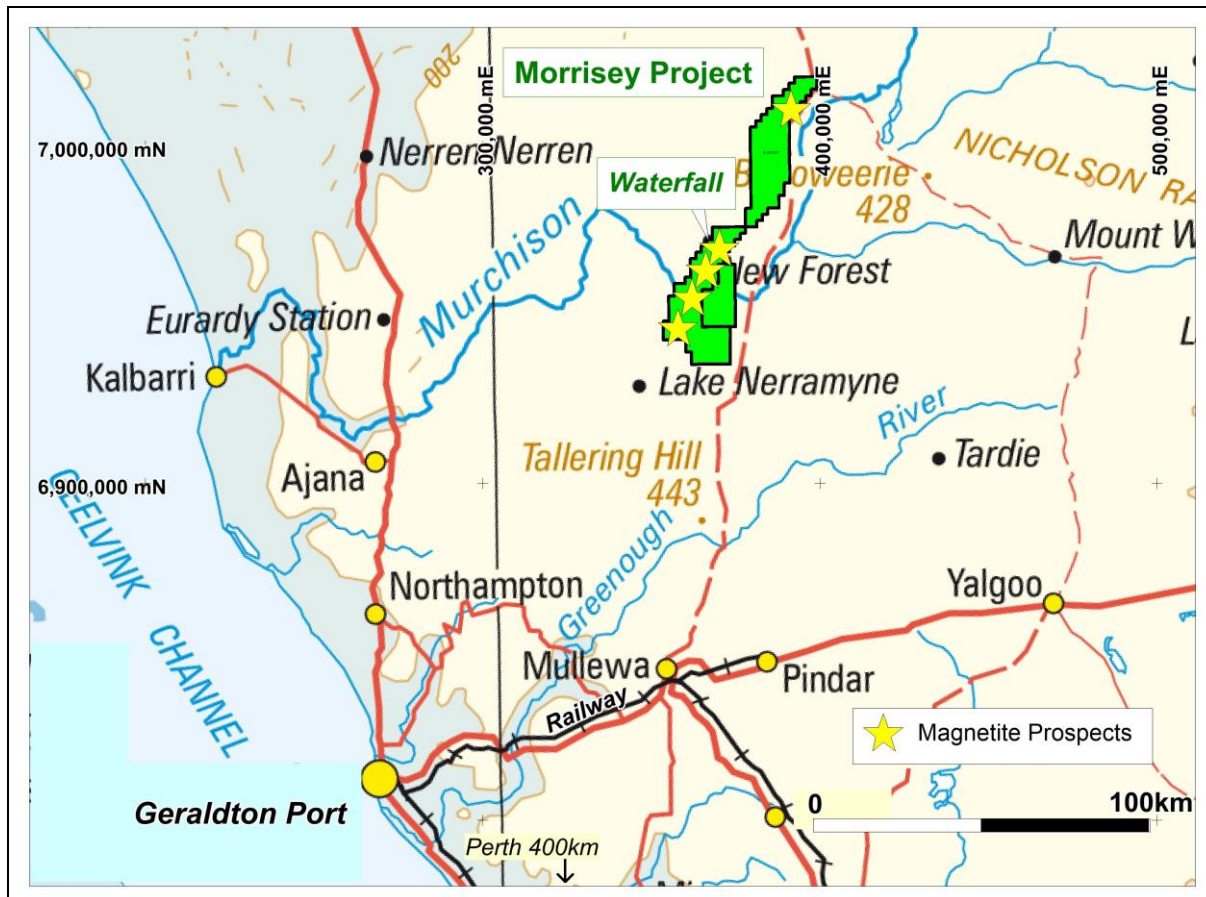 200
Morrisey Project
300,000 mE
400,000 mE
500,000 mE
7,000,000 mN
Nerren Nerren
NICHOLSON RA
Waterfall
B
oweerie
428
Mount W
Murchison
New Forest
Eurardy Station
L
Kalbarri
Lake Nerramyne
River
Tallering Hill
443
Tardie
Ajana
6,900,000 mN
GEELVINK CHANNEL
Northampton
Greenough
Yalgoo
Mullewa
Pindar
Railway
Magnetite Prospects
Geraldton Port
0
100km
Perth 400km